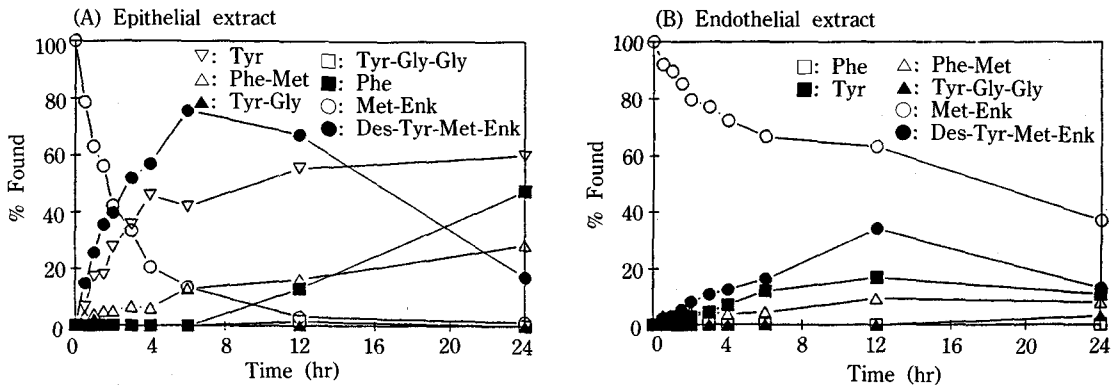 (A) Epithelial extract
▽: Tyr
△: Phe-Met
▲: Tyr-Gly
□: Tyr-Gly-Gly
■: Phe
○: Met-Enk
●: Des-Tyr-Met-Enk
% Found
100
80
60
40
20
0
0 4 8 12 16 20 24
Time (hr)
(B) Endothelial extract
□: Phe
■: Tyr
△: Phe-Met
▲: Tyr-Gly-Gly
○: Met-Enk
●: Des-Tyr-Met-Enk
% Found
100
80
60
40
20
0
0 4 8 12 16 20 24
Time (hr)